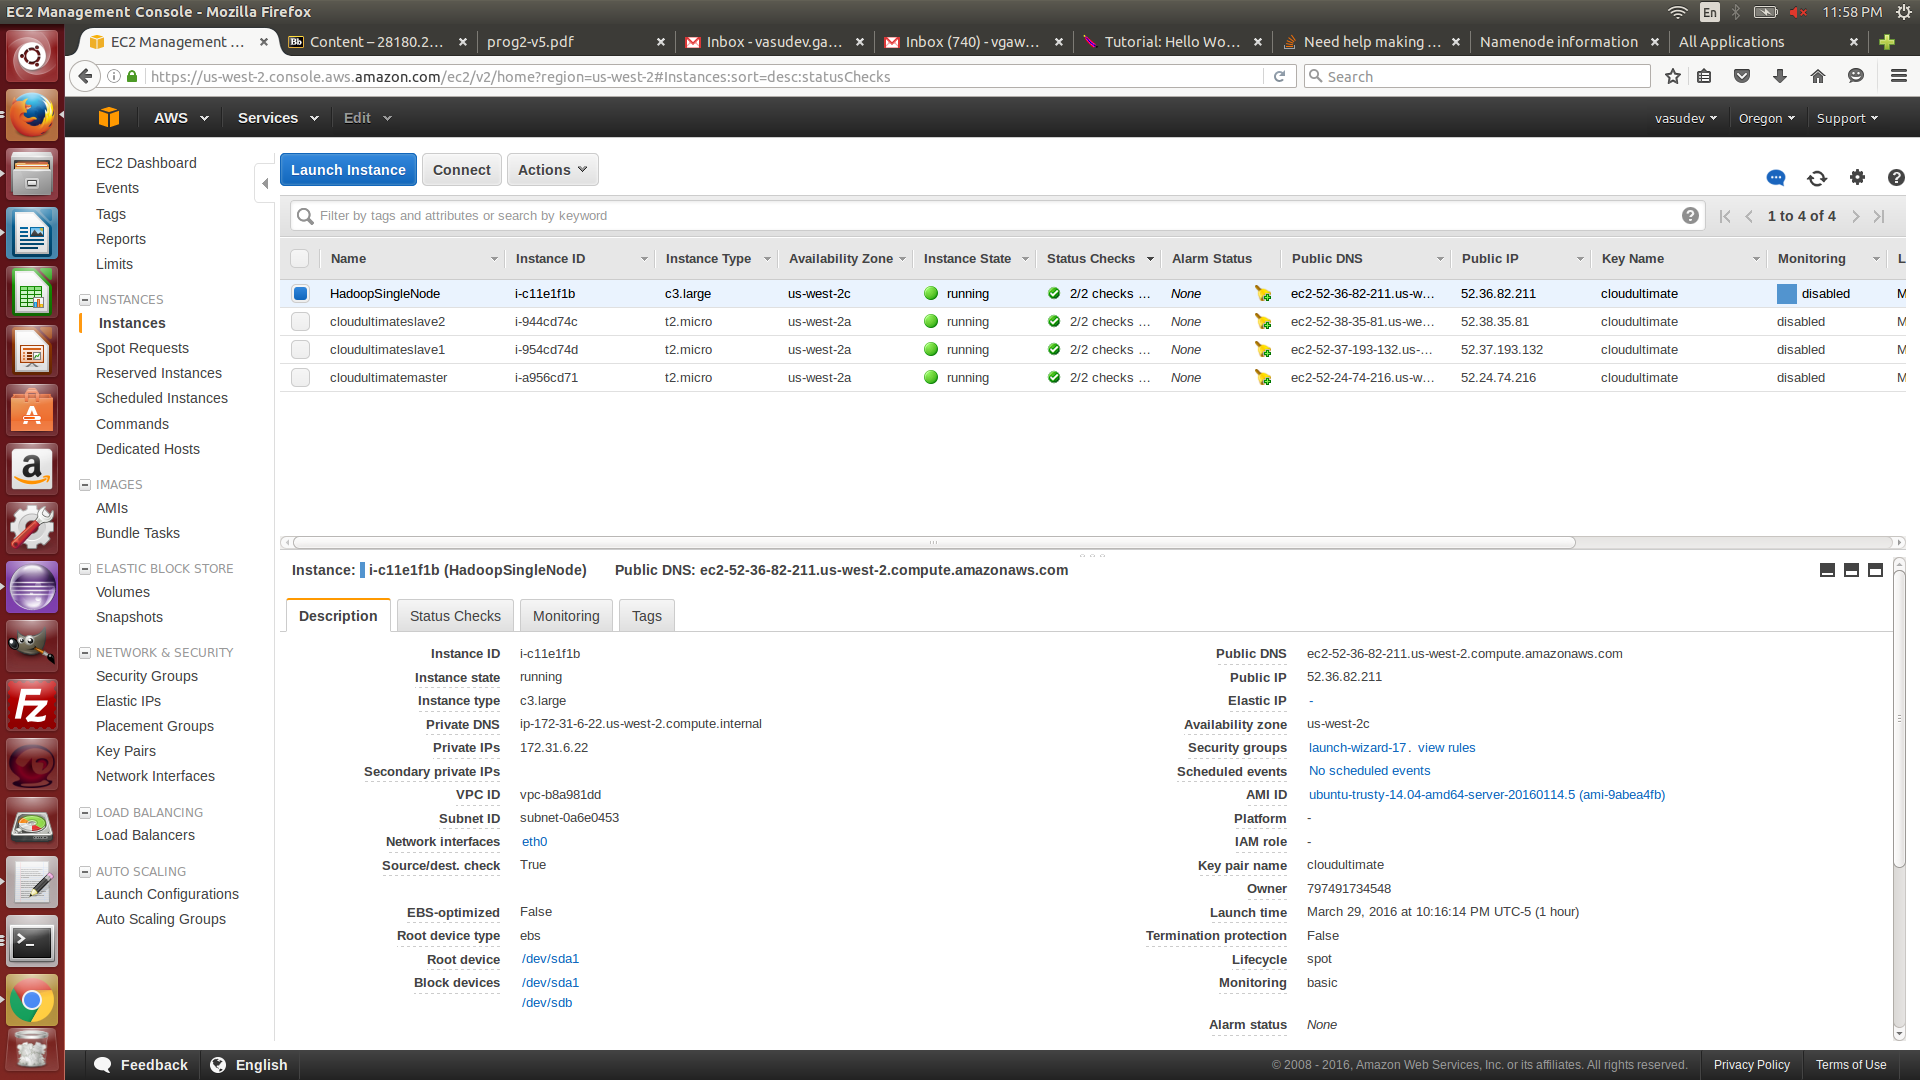 EC2 Management Console - Mozilla Firefox
En
11:58 PM
EC2 Management ...
Bb Content – 28180.2...
prog2-v5.pdf
Inbox - vasudev.ga...
Inbox (740) - vgaw...
Tutorial: Hello Wo...
Need help making ...
Namenode information
All Applications
https://us-west-2.console.aws.amazon.com/ec2/v2/home?region=us-west-2#Instances:sort=desc:statusChecks
Search
AWS
Services
Edit
vasudev
Oregon
Support
EC2 Dashboard
Events
Tags
Reports
Limits
INSTANCES
Instances
Spot Requests
Reserved Instances
Scheduled Instances
Commands
Dedicated Hosts
IMAGES
AMIs
Bundle Tasks
ELASTIC BLOCK STORE
Volumes
Snapshots
NETWORK & SECURITY
Security Groups
Elastic IPs
Placement Groups
Key Pairs
Network Interfaces
LOAD BALANCING
Load Balancers
AUTO SCALING
Launch Configurations
Auto Scaling Groups
Launch Instance
Connect
Actions
Filter by tags and attributes or search by keyword
1 to 4 of 4
Name Instance ID Instance Type Availability Zone Instance State Status Checks Alarm Status Public DNS Public IP Key Name Monitoring L
HadoopSingleNode i-c11e1f1b c3.large us-west-2c running 2/2 checks ... None ec2-52-36-82-211.us-w... 52.36.82.211 cloudultimate disabled M
cloudultimateslave2 i-944cd74c t2.micro us-west-2a running 2/2 checks ... None ec2-52-38-35-81.us-we... 52.38.35.81 cloudultimate disabled M
cloudultimateslave1 i-954cd74d t2.micro us-west-2a running 2/2 checks ... None ec2-52-37-193-132.us-... 52.37.193.132 cloudultimate disabled M
cloudultimatemaster i-a956cd71 t2.micro us-west-2a running 2/2 checks ... None ec2-52-24-74-216.us-w... 52.24.74.216 cloudultimate disabled M
Instance: i-c11e1f1b (HadoopSingleNode) Public DNS: ec2-52-36-82-211.us-west-2.compute.amazonaws.com
Description
Status Checks
Monitoring
Tags
Instance ID i-c11e1f1b
Instance state running
Instance type c3.large
Private DNS ip-172-31-6-22.us-west-2.compute.internal
Private IPs 172.31.6.22
Secondary private IPs
VPC ID vpc-b8a981dd
Subnet ID subnet-0a6e0453
Network interfaces eth0
Source/dest. check True
EBS-optimized False
Root device type ebs
Root device /dev/sda1
Block devices /dev/sda1
/dev/sdb
Public DNS ec2-52-36-82-211.us-west-2.compute.amazonaws.com
Public IP 52.36.82.211
Elastic IP -
Availability zone us-west-2c
Security groups launch-wizard-17. view rules
Scheduled events No scheduled events
AMI ID ubuntu-trusty-14.04-amd64-server-20160114.5 (ami-9abea4fb)
Platform -
IAM role -
Key pair name cloudultimate
Owner 797491734548
Launch time March 29, 2016 at 10:16:14 PM UTC-5 (1 hour)
Termination protection False
Lifecycle spot
Monitoring basic
Alarm status None
Feedback
English
© 2008 - 2016, Amazon Web Services, Inc. or its affiliates. All rights reserved.
Privacy Policy
Terms of Use